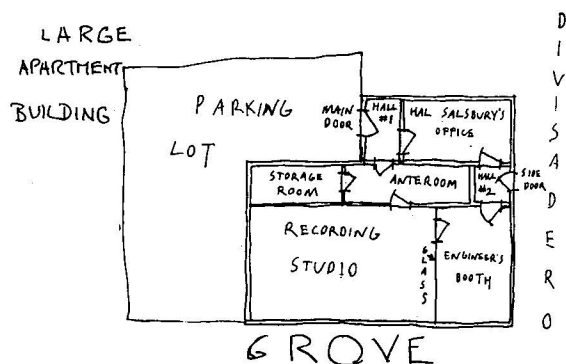 LARGE
APARTMENT
BUILDING
PARKING
LOT
MAIN
DOOR
HALL
#1
HAL SALSBURY'S
OFFICE
STORAGE
ROOM
ANTEROOM
HALL
#2
SIDE
DOOR
RECORDING
STUDIO
GLASS
ENGINEER'S
BOOTH
GROVE
DIVISADERO